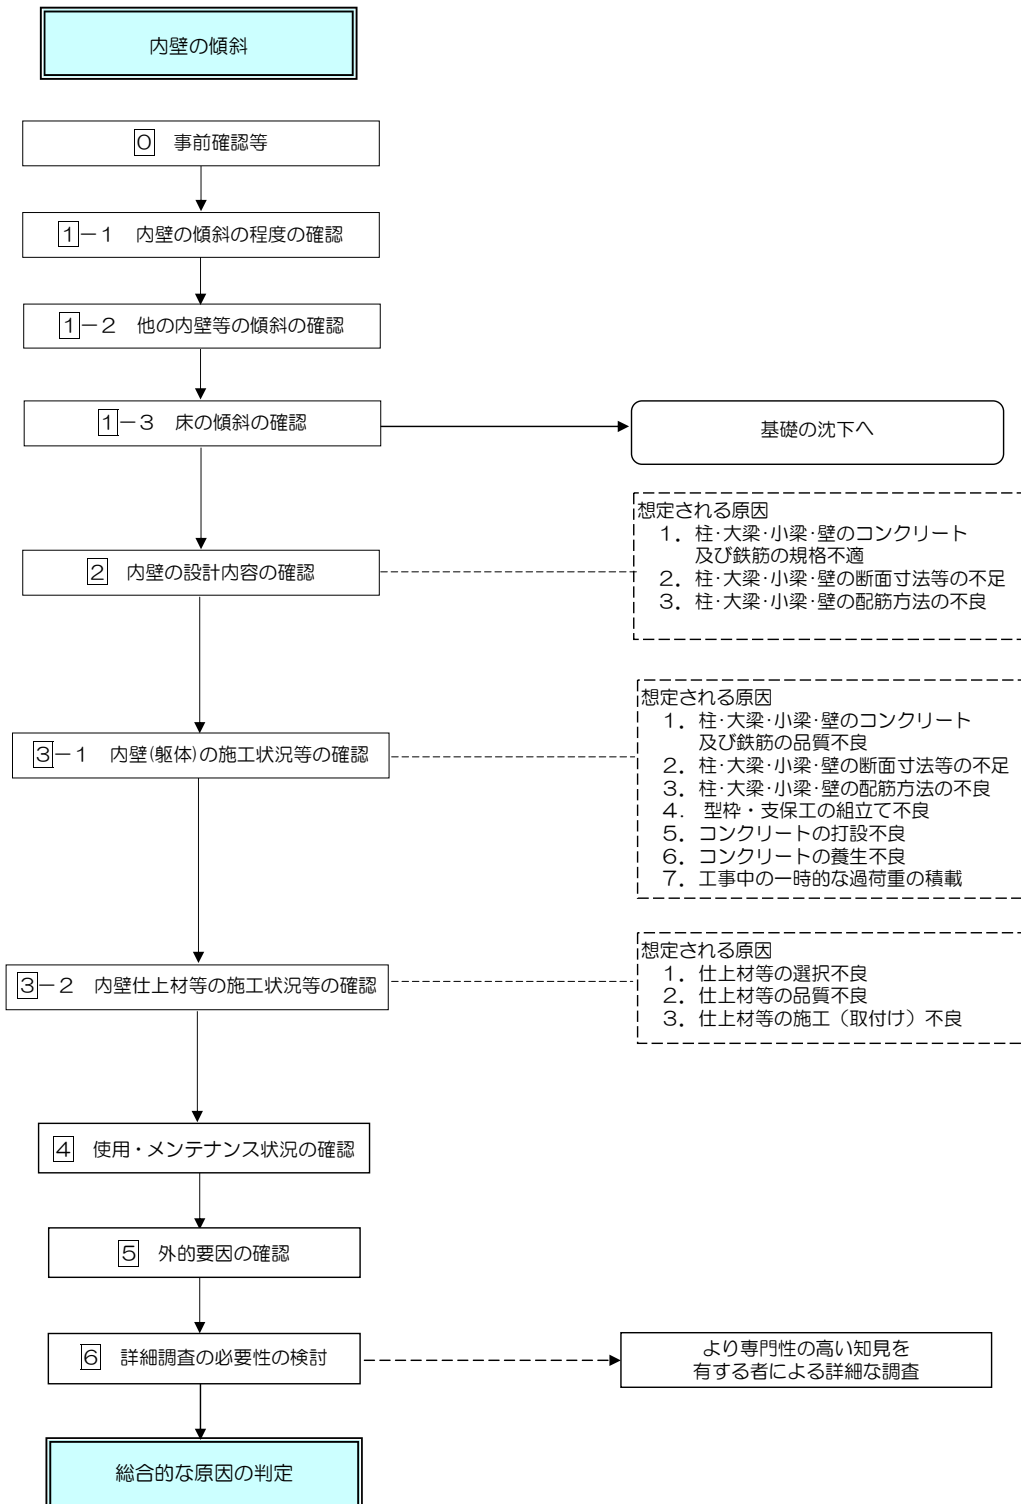 内壁の傾斜
0 事前確認等
1－1 内壁の傾斜の程度の確認
1－2 他の内壁等の傾斜の確認
1－3 床の傾斜の確認
基礎の沈下へ
想定される原因
1．柱･大梁･小梁･壁のコンクリート
及び鉄筋の規格不適
2．柱･大梁･小梁･壁の断面寸法等の不足
3．柱･大梁･小梁･壁の配筋方法の不良
2 内壁の設計内容の確認
想定される原因
1．柱･大梁･小梁･壁のコンクリート
及び鉄筋の品質不良
2．柱･大梁･小梁･壁の断面寸法等の不足
3．柱･大梁･小梁･壁の配筋方法の不良
4． 型枠・支保工の組立て不良
5．コンクリートの打設不良
6．コンクリートの養生不良
7．工事中の一時的な過荷重の積載
3－1 内壁(躯体)の施工状況等の確認
想定される原因
1．仕上材等の選択不良
2．仕上材等の品質不良
3．仕上材等の施工（取付け）不良
3－2 内壁仕上材等の施工状況等の確認
4 使用・メンテナンス状況の確認
5 外的要因の確認
6 詳細調査の必要性の検討
より専門性の高い知見を
有する者による詳細な調査
総合的な原因の判定